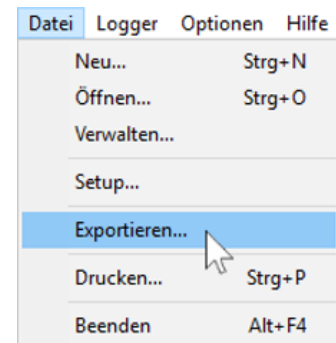 Datei Logger Optionen Hilfe
Neu... Strg+N
Öffnen... Strg+O
Verwalten...
Setup...
Exportieren...
Drucken... Strg+P
Beenden Alt+F4